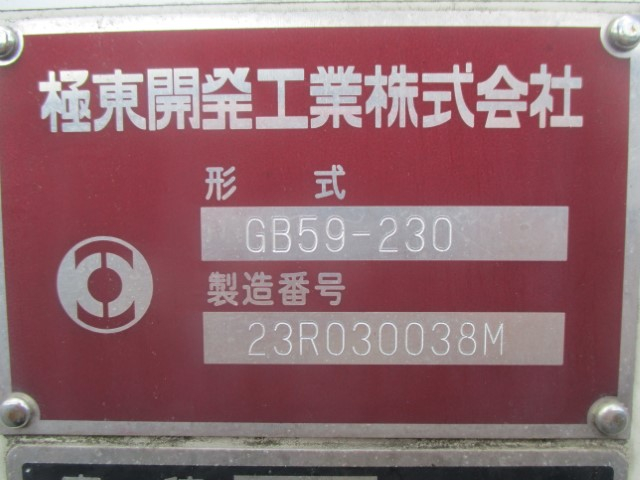 極東開発工業株式会社
形 式
GB59-230
製造番号
23R030038M